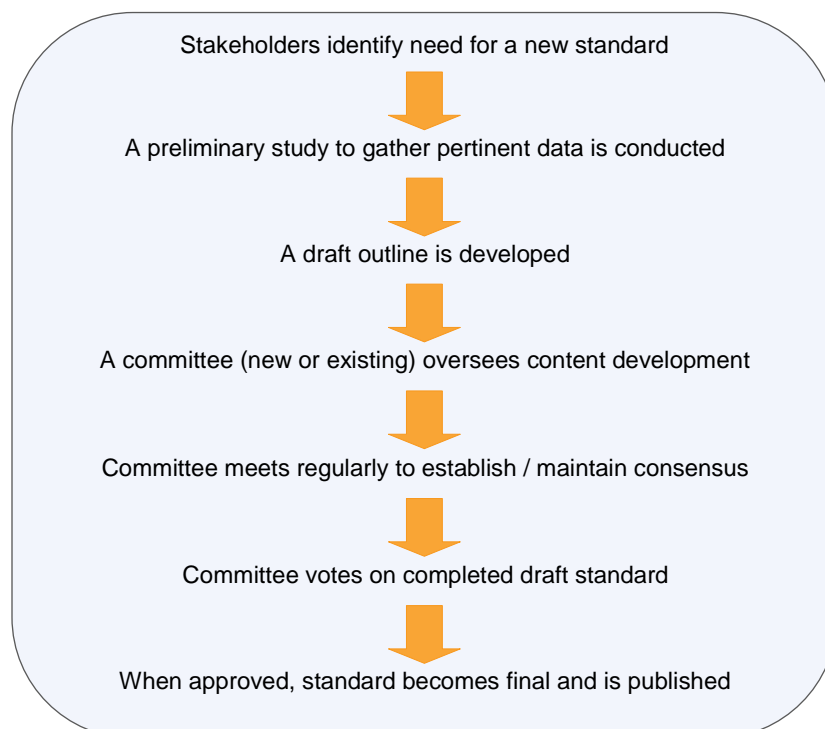 Stakeholders identify need for a new standard
A preliminary study to gather pertinent data is conducted
A draft outline is developed
A committee (new or existing) oversees content development
Committee meets regularly to establish / maintain consensus
Committee votes on completed draft standard
When approved, standard becomes final and is published